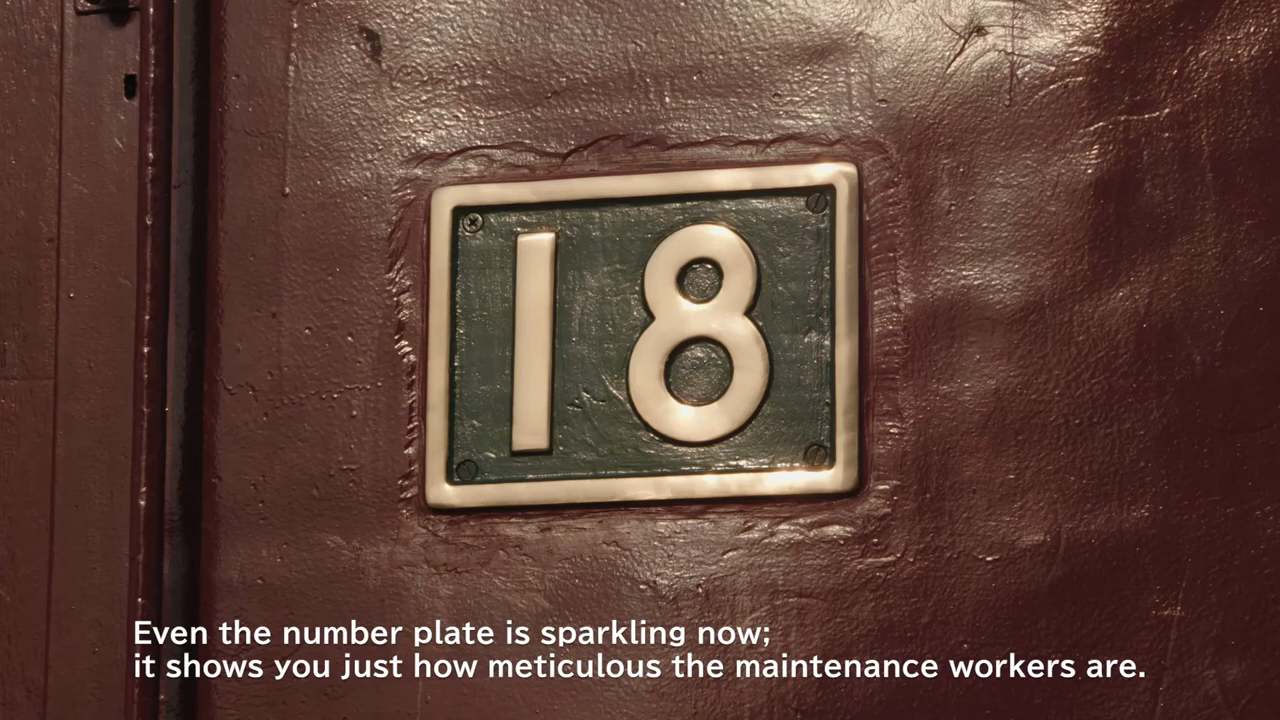 18
Even the number plate is sparkling now;
it shows you just how meticulous the maintenance workers are.